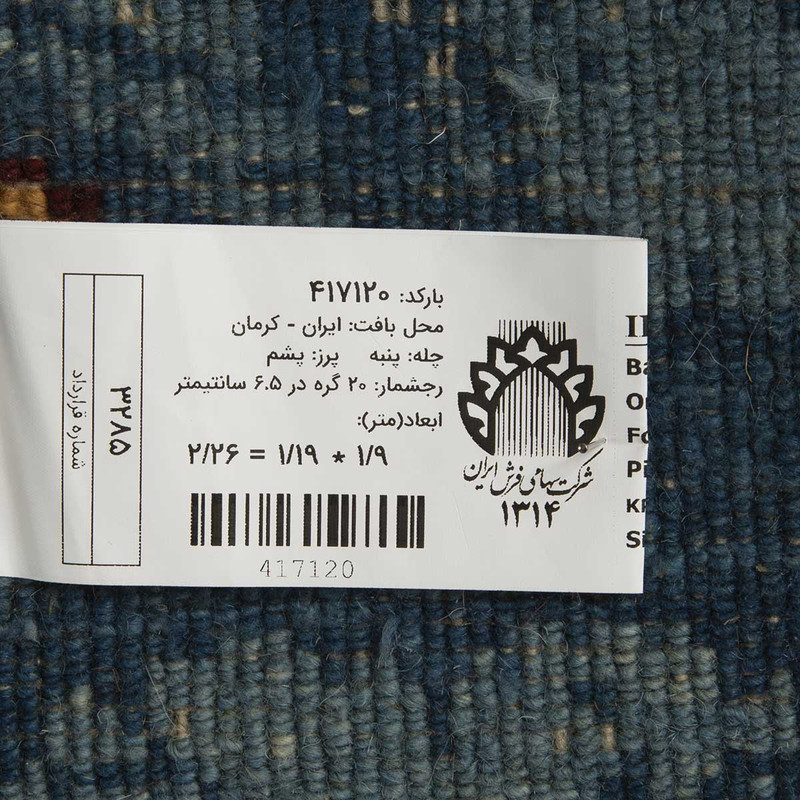 بارکد: ۴۱۷۱۲۰
محل بافت: ایران - کرمان
چله: پنبه پرز: پشم
رجشمار: ۲۰ گره در ۶.۵ سانتیمتر
ابعاد(متر):
۱/۹ * ۱/۱۹ = ۲/۲۶
417120
شرکت سهامی فرش ایران
۱۳۱۴
شماره قرارداد
۳۲۸۵